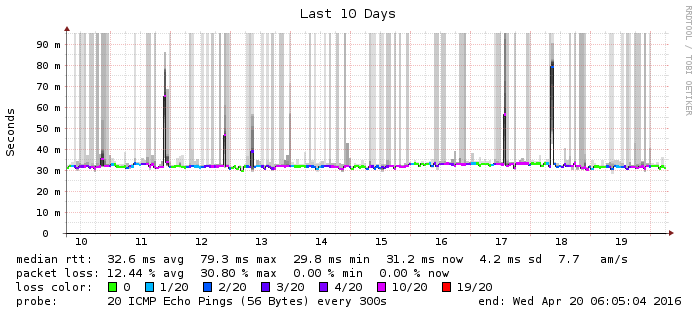 Last 10 Days
RRDTOOL / TOBI OETIKER
Seconds
90 m
80 m
70 m
60 m
50 m
40 m
30 m
20 m
10 m
0
10 11 12 13 14 15 16 17 18 19
median rtt: 32.6 ms avg 79.3 ms max 29.8 ms min 31.2 ms now 4.2 ms sd 7.7 am/s
packet loss: 12.44 % avg 30.80 % max 0.00 % min 0.00 % now
loss color: 0 1/20 2/20 3/20 4/20 10/20 19/20
probe: 20 ICMP Echo Pings (56 Bytes) every 300s end: Wed Apr 20 06:05:04 2016